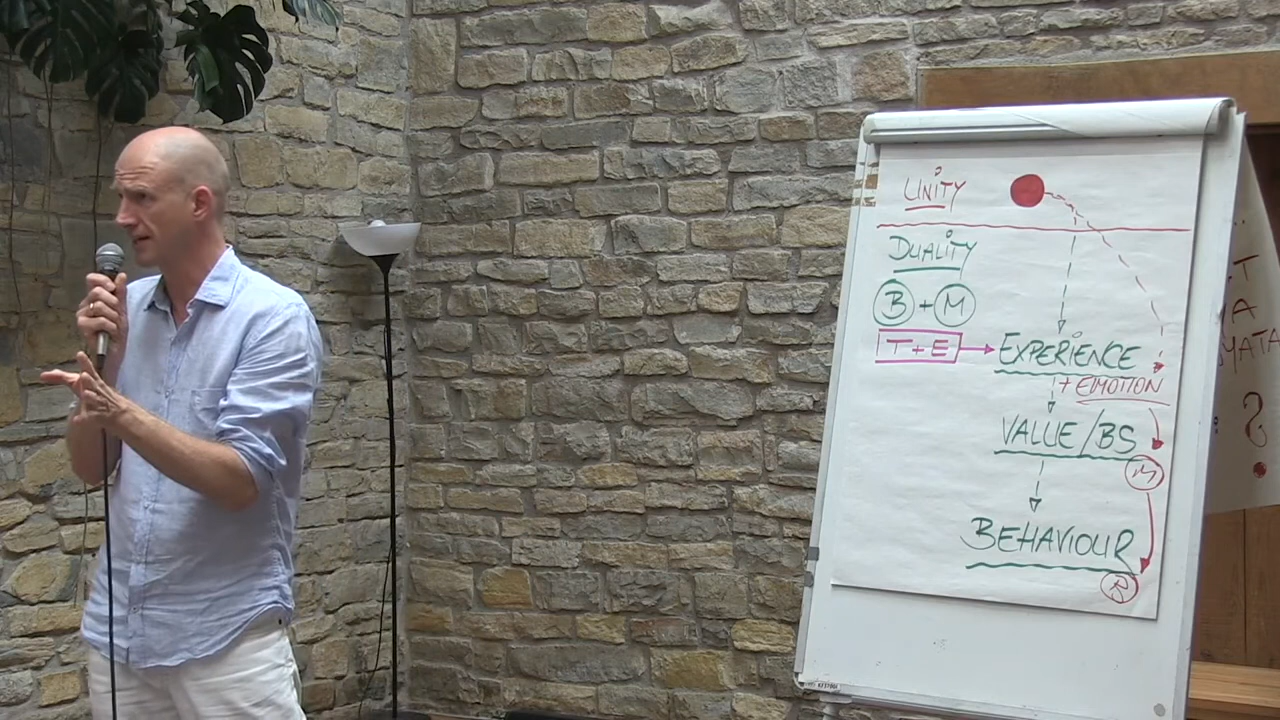 UNITY
DUALITY
B + M
T + E
EXPERIENCE
+ EMOTION
VALUE/BS
M
BEHAVIOUR
R